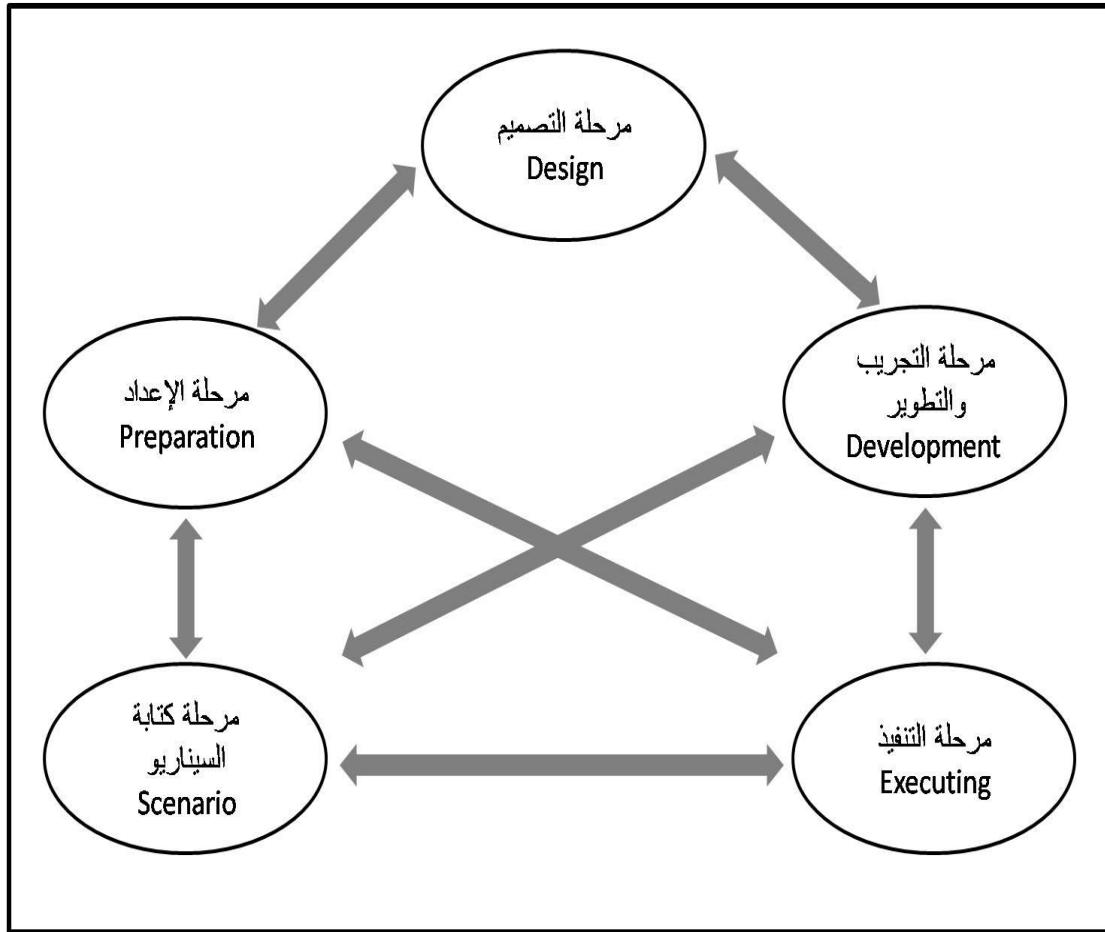 مرحلة التصميم
Design
مرحلة الإعداد
Preparation
مرحلة التجريب
والتطوير
Development
مرحلة كتابة
السيناريو
Scenario
مرحلة التنفيذ
Executing